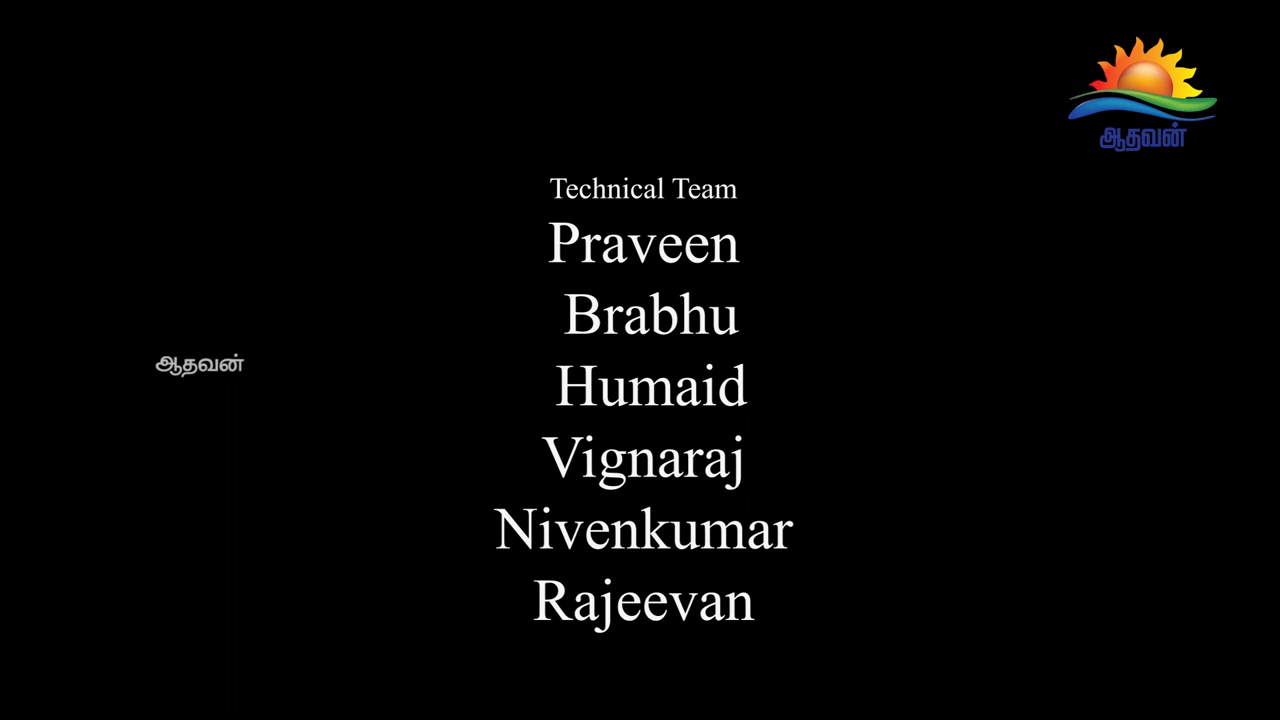 ஆதவன்
Technical Team
Praveen
Brabhu
Humaid
ஆதவன்
Vignaraj
Nivenkumar
Rajeevan